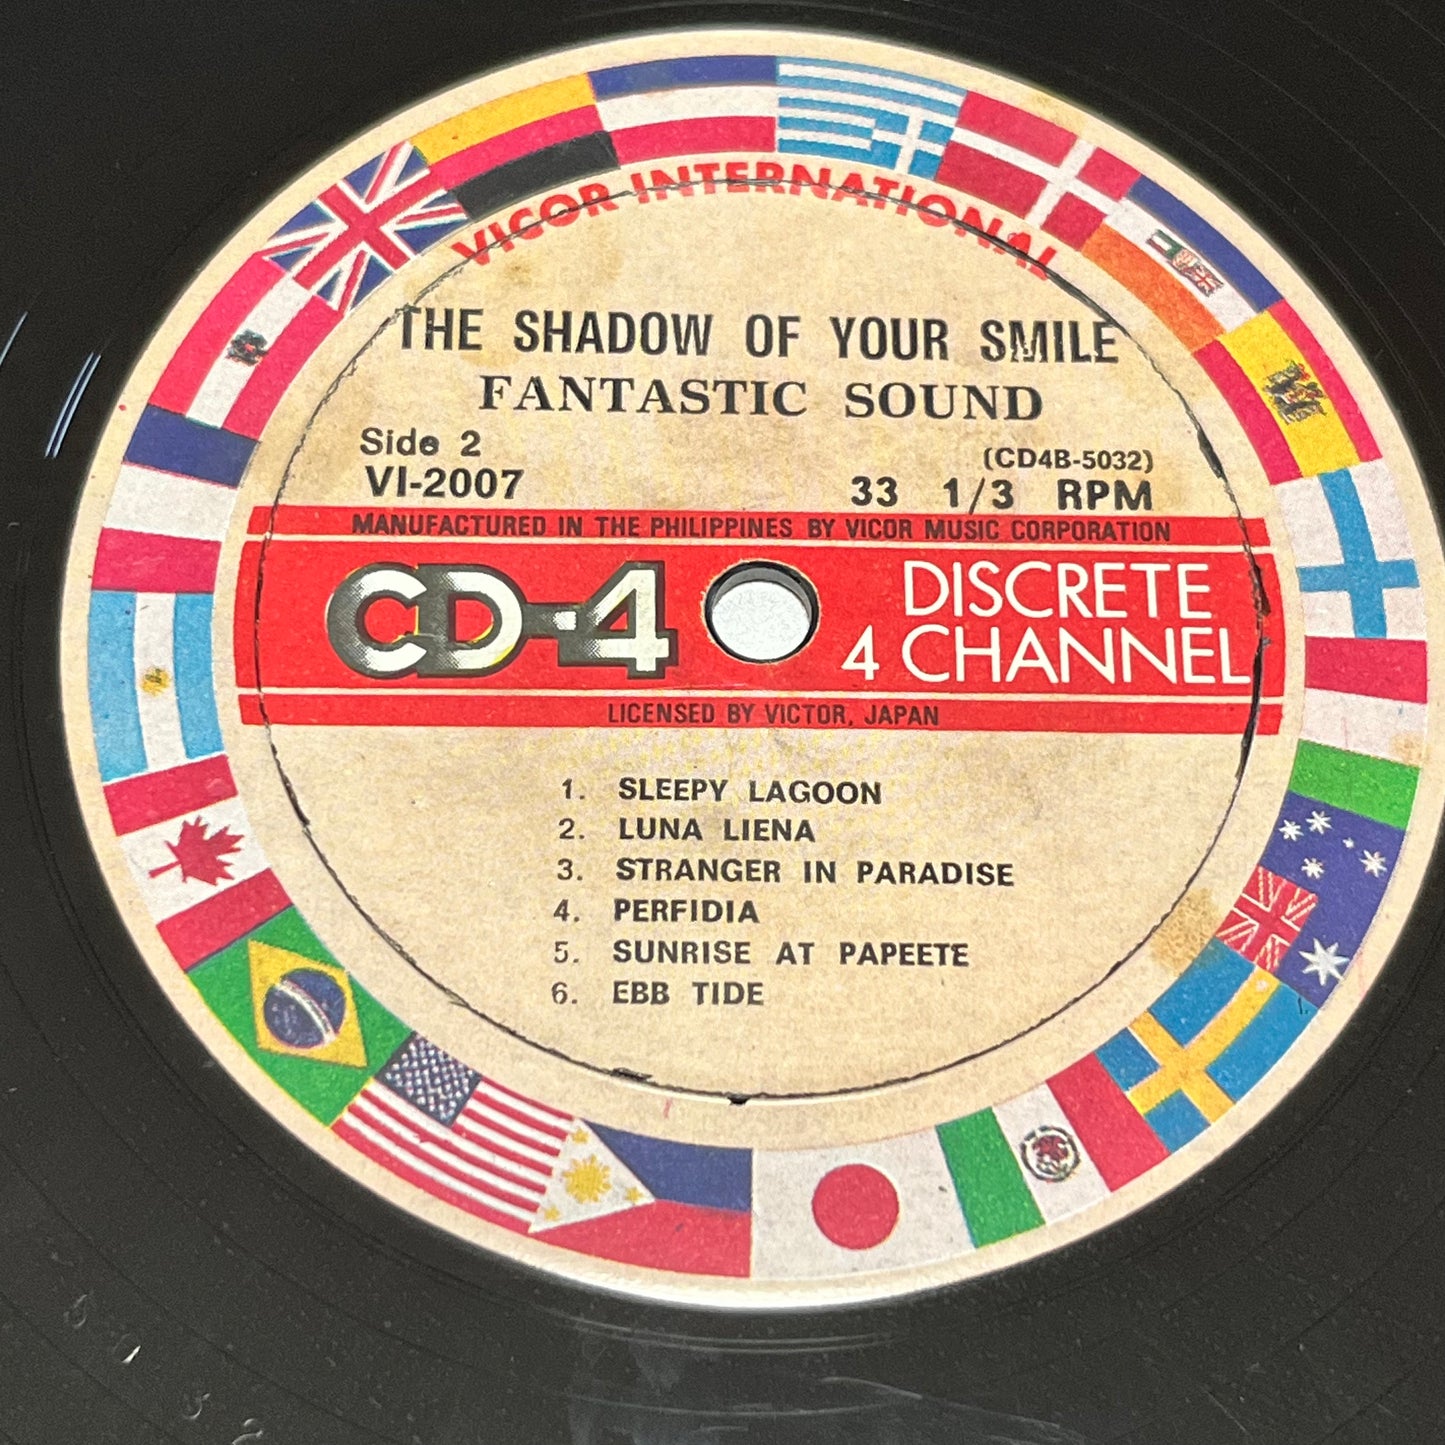 VICOR INTERNATIONAL
THE SHADOW OF YOUR SMILE
FANTASTIC SOUND
Side 2
(CD4B-5032)
VI-2007
33 1/3 RPM
MANUFACTURED IN THE PHILIPPINES BY VICOR MUSIC CORPORATION
CD-4
DISCRETE
4 CHANNEL
LICENSED BY VICTOR, JAPAN
1. SLEEPY LAGOON
2. LUNA LIENA
3. STRANGER IN PARADISE
4. PERFIDIA
5. SUNRISE AT PAPEETE
6. EBB TIDE